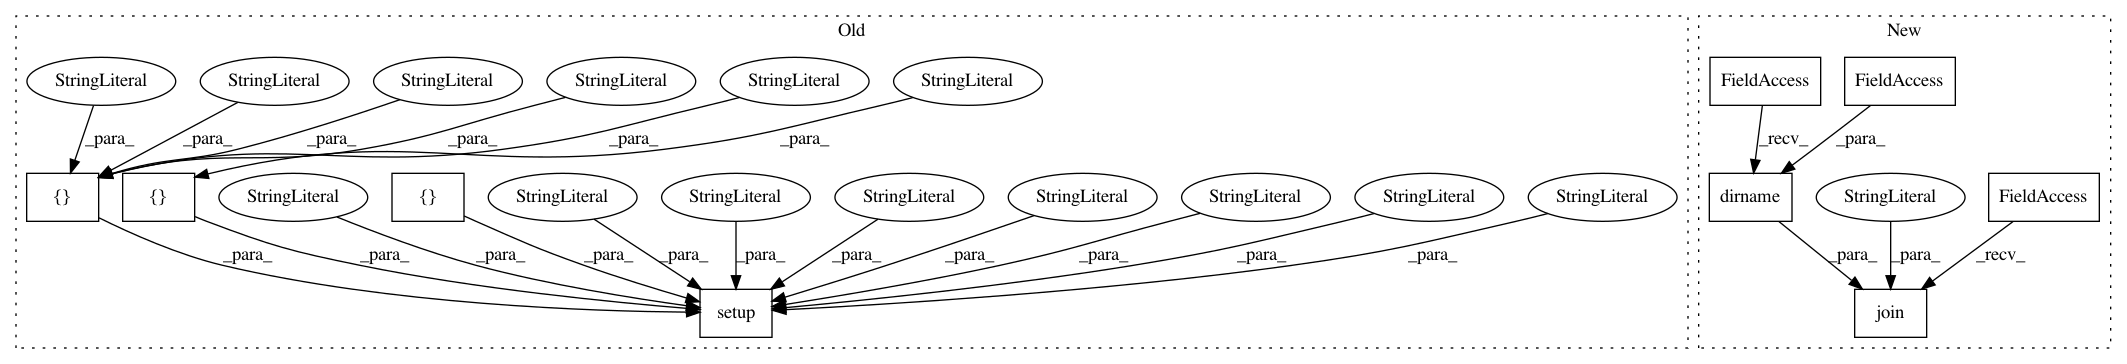 Old
New
StringLiteral StringLiteral StringLiteral StringLiteral StringLiteral StringLiteral FieldAccess FieldAccess
_para_ _para_ _para_ _para_ _para_ _para_ _recv_ _para_
{} {} StringLiteral {} StringLiteral StringLiteral StringLiteral StringLiteral StringLiteral StringLiteral StringLiteral dirname StringLiteral FieldAccess
_para_ _para_ _para_ _para_ _para_ _para_ _para_ _para_ _para_ _para_ _para_ _para_ _para_ _recv_
setup join